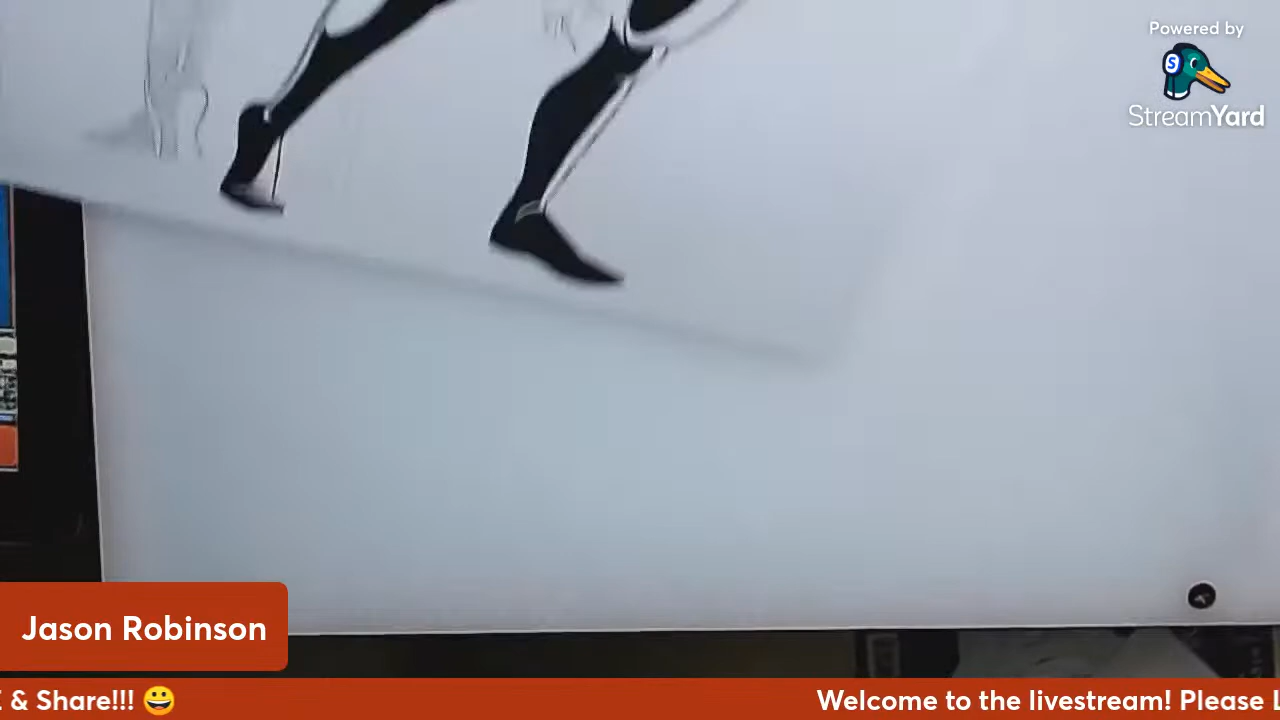 Powered by
StreamYard
Jason Robinson
& Share!!! 😀
Welcome to the livestream! Please L